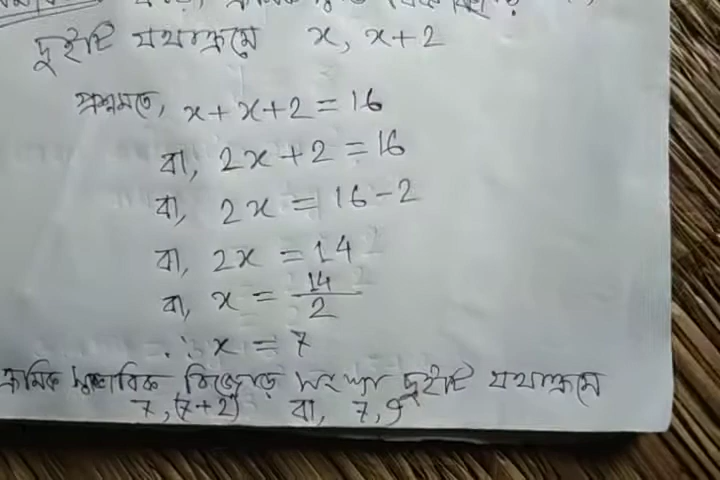 দুইটি যথাক্রমে x, x+2
প্রশ্নমতে, x+x+2=16
বা, 2x+2=16
বা, 2x=16-2
বা, 2x=14
বা, x=14/2
∴ x=7
ক্রমিক স্বাভাবিক বিজোড় সংখ্যা দুইটি যথাক্রমে
7,(7+2) বা, 7,9